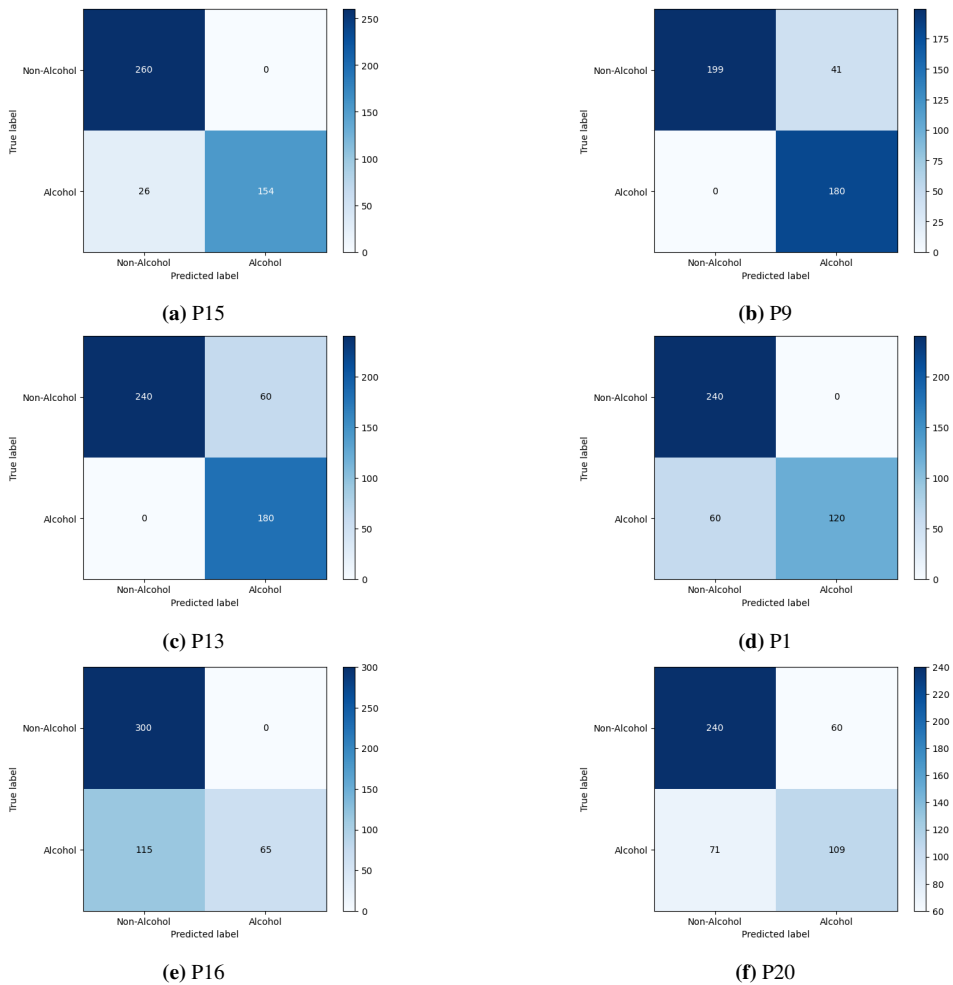 Non-Alcohol
260
0
Alcohol
26
154
True label
Non-Alcohol
Alcohol
Predicted label
250
200
150
100
50
0
(a) P15
Non-Alcohol
199
41
Alcohol
0
180
True label
Non-Alcohol
Alcohol
Predicted label
175
150
125
100
75
50
25
0
(b) P9
Non-Alcohol
240
60
Alcohol
0
180
True label
Non-Alcohol
Alcohol
Predicted label
200
150
100
50
0
(c) P13
Non-Alcohol
240
0
Alcohol
60
120
True label
Non-Alcohol
Alcohol
Predicted label
200
150
100
50
0
(d) P1
Non-Alcohol
300
0
Alcohol
115
65
True label
Non-Alcohol
Alcohol
Predicted label
300
250
200
150
100
50
0
(e) P16
Non-Alcohol
240
60
Alcohol
71
109
True label
Non-Alcohol
Alcohol
Predicted label
240
220
200
180
160
140
120
100
80
60
(f) P20